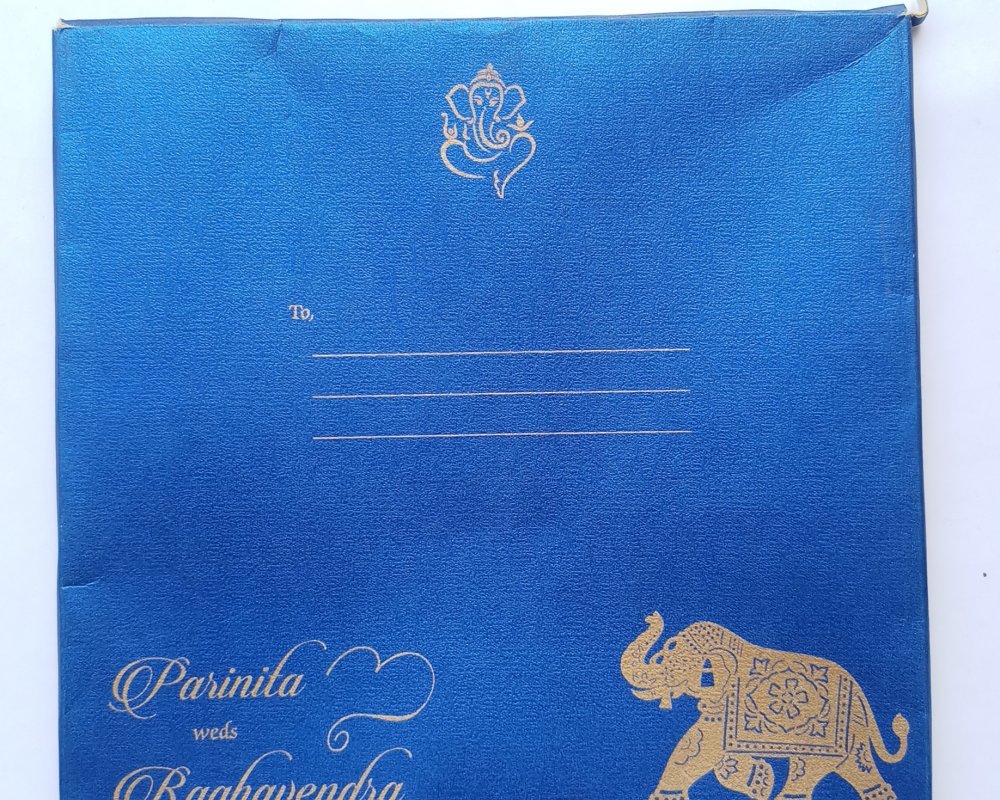 To,
Parinita
weds
Raghavendra